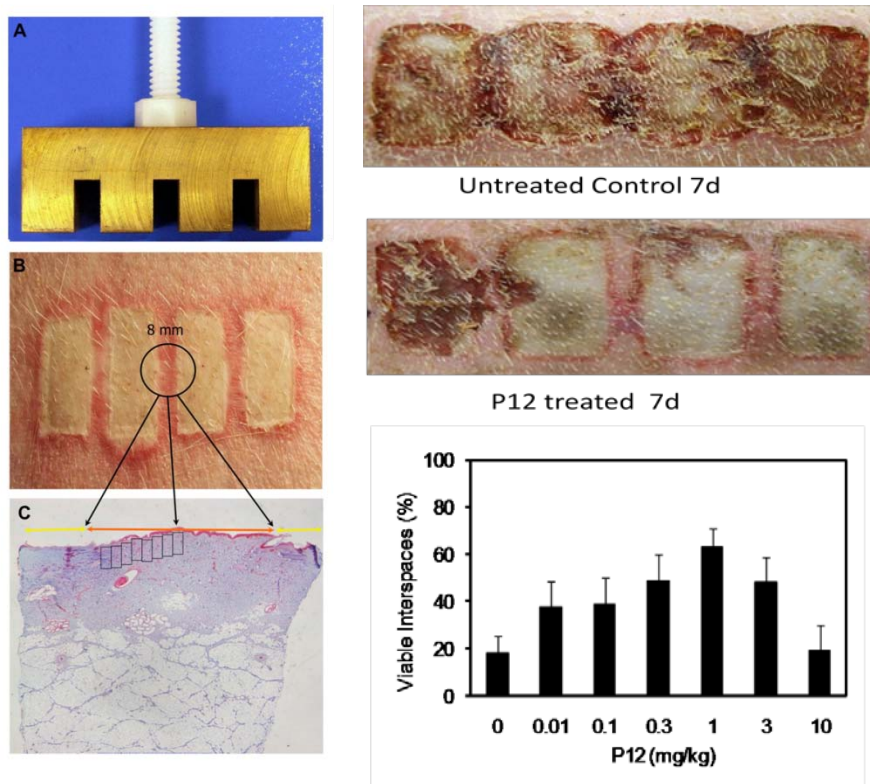 A
B
8 mm
C
Untreated Control 7d
P12 treated 7d
100
80
60
40
20
0
Viable Interspaces (%)
0 0.01 0.1 0.3 1 3 10
P12 (mg/kg)